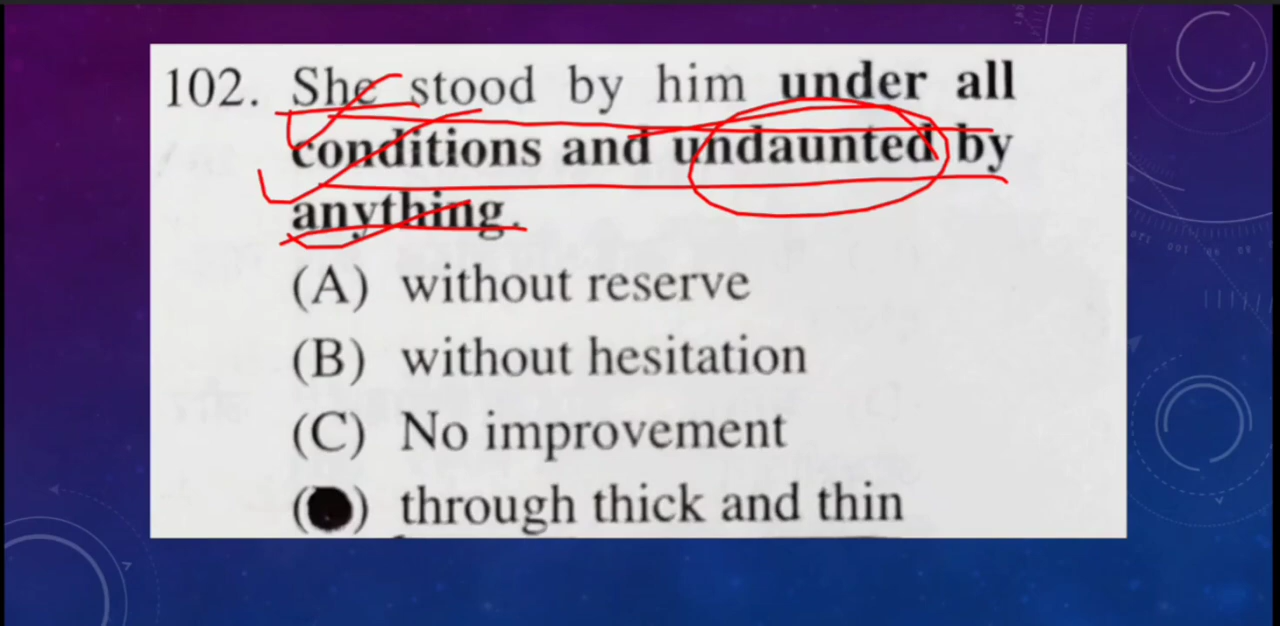 102. She stood by him under all
conditions and undaunted by
anything.
(A) without reserve
(B) without hesitation
(C) No improvement
( ) through thick and thin